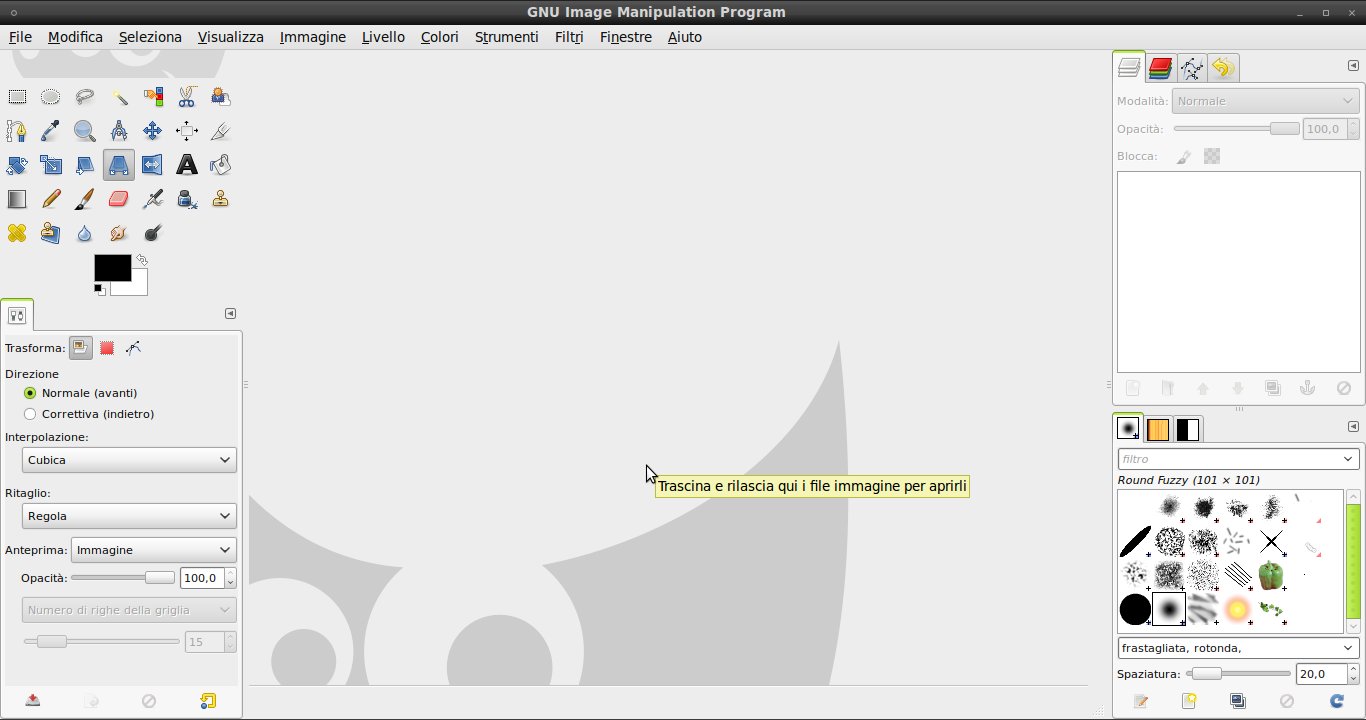 GNU Image Manipulation Program
File Modifica Seleziona Visualizza Immagine Livello Colori Strumenti Filtri Finestre Aiuto
Modalità: Normale
Opacità: 100,0
Blocca:
Trasforma:
Direzione
Normale (avanti)
Correttiva (indietro)
Interpolazione:
Cubica
Ritaglio:
Regola
Anteprima: Immagine
Opacità: 100,0
Numero di righe della griglia
15
Trascina e rilascia qui i file immagine per aprirli
filtro
Round Fuzzy (101 × 101)
frastagliata, rotonda,
Spaziatura: 20,0